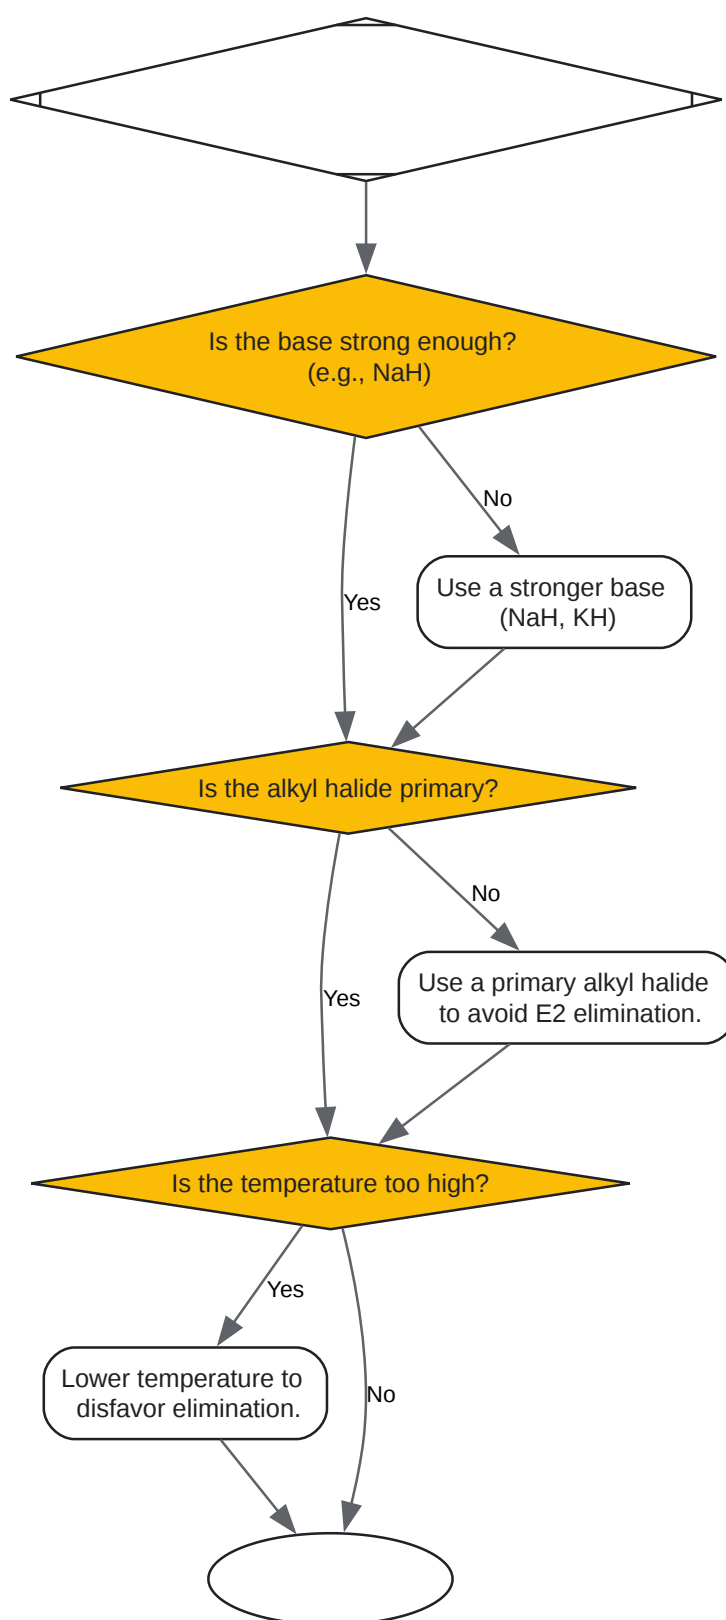 Is the base strong enough?
(e.g., NaH)
No
Use a stronger base
(NaH, KH)
Yes
Is the alkyl halide primary?
No
Use a primary alkyl halide
to avoid E2 elimination.
Yes
Is the temperature too high?
Yes
Lower temperature to
disfavor elimination.
No